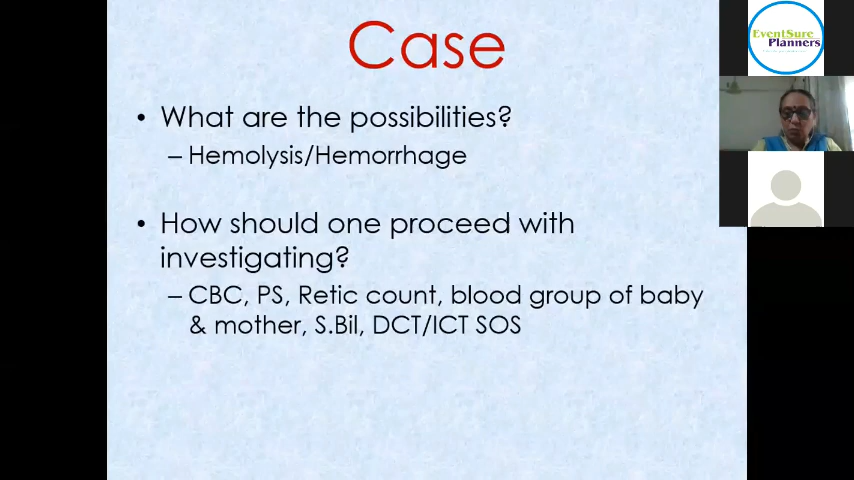 Case
• What are the possibilities?
– Hemolysis/Hemorrhage
• How should one proceed with
investigating?
– CBC, PS, Retic count, blood group of baby
& mother, S.Bil, DCT/ICT SOS
EventSure
Planners